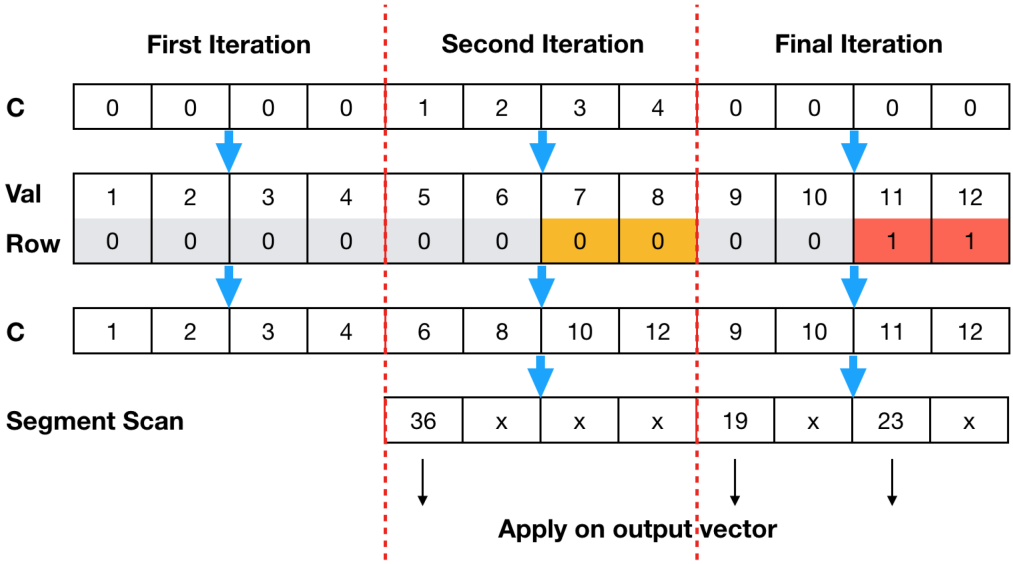 First Iteration Second Iteration Final Iteration
C 0 0 0 0 1 2 3 4 0 0 0 0
Val 1 2 3 4 5 6 7 8 9 10 11 12
Row 0 0 0 0 0 0 0 0 0 0 1 1
C 1 2 3 4 6 8 10 12 9 10 11 12
Segment Scan 36 x x x 19 x 23 x
Apply on output vector